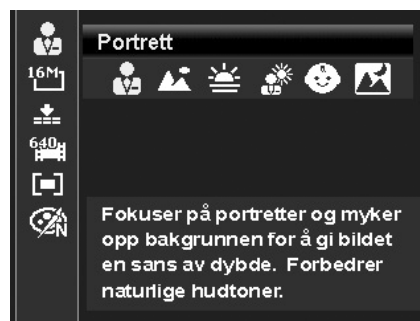 Portrett
16M
640
N
Fokuser på portretter og myker
opp bakgrunnen for å gi bildet
en sans av dybde. Forbedrer
naturlige hudtoner.